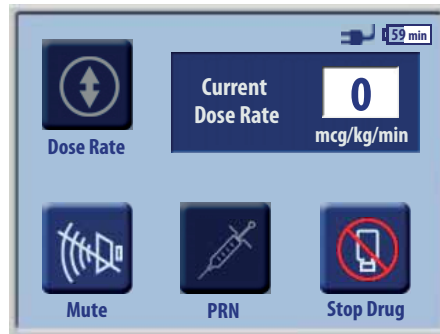 59 min
Current
Dose Rate
0
mcg/kg/min
Dose Rate
Mute
PRN
Stop Drug